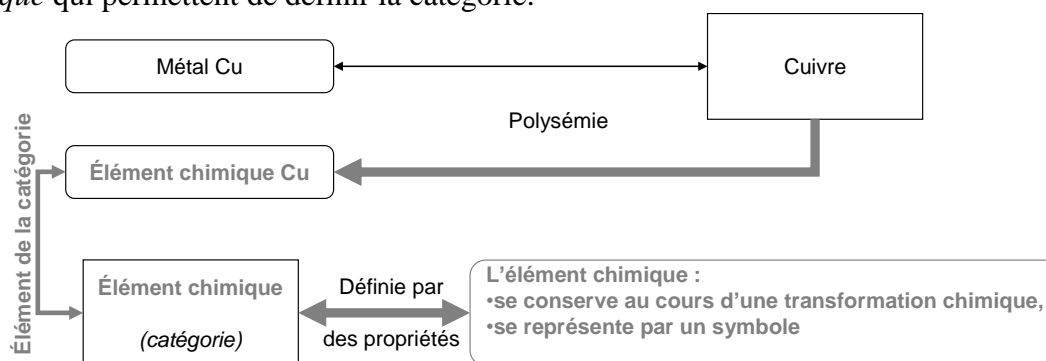 que qui permettent de définir la catégorie.
Métal Cu
Cuivre
Polysémie
Élément de la catégorie
Élément chimique Cu
Élément chimique
(catégorie)
Définie par
des propriétés
L'élément chimique :
•se conserve au cours d'une transformation chimique,
•se représente par un symbole